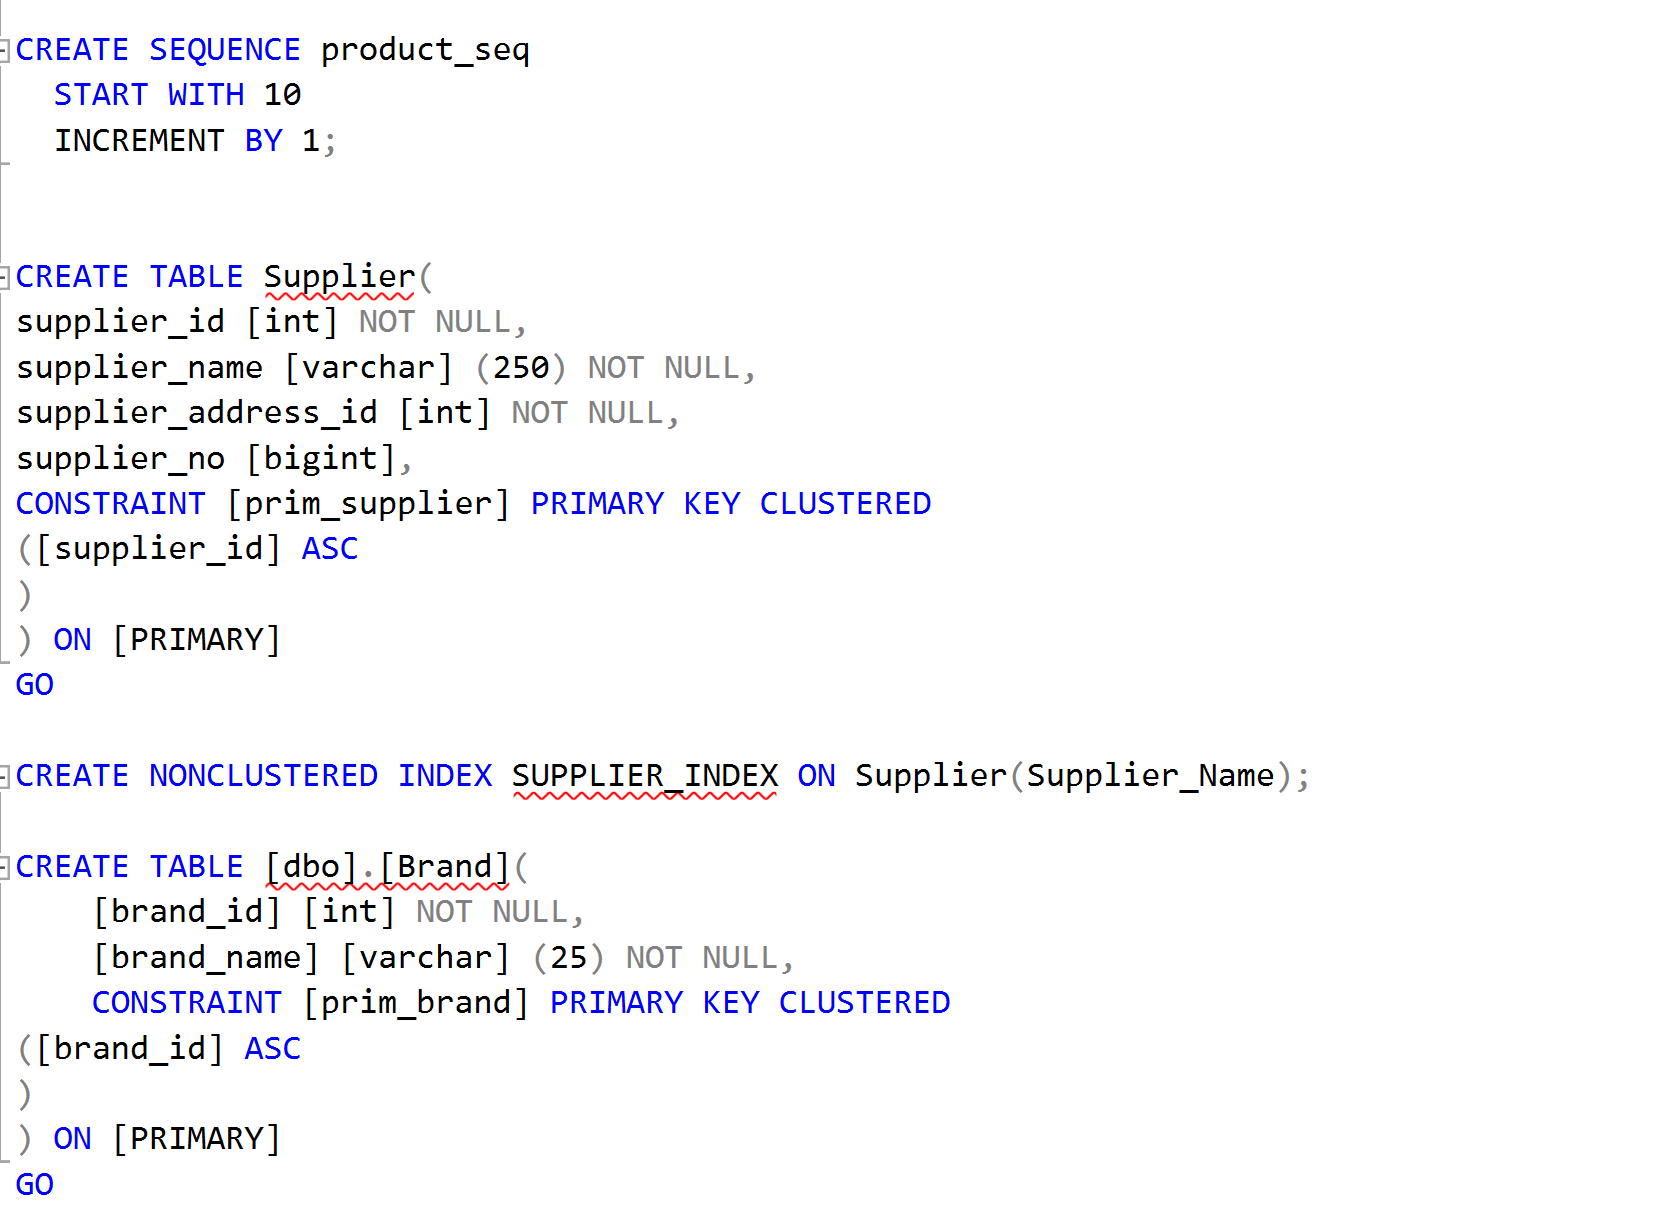 CREATE SEQUENCE product_seq
START WITH 10
INCREMENT BY 1;
CREATE TABLE Supplier(
supplier_id [int] NOT NULL,
supplier_name [varchar] (250) NOT NULL,
supplier_address_id [int] NOT NULL,
supplier_no [bigint],
CONSTRAINT [prim_supplier] PRIMARY KEY CLUSTERED
([supplier_id] ASC
)
) ON [PRIMARY]
GO
CREATE NONCLUSTERED INDEX SUPPLIER_INDEX ON Supplier(Supplier_Name);
CREATE TABLE [dbo].[Brand](
[brand_id] [int] NOT NULL,
[brand_name] [varchar] (25) NOT NULL,
CONSTRAINT [prim_brand] PRIMARY KEY CLUSTERED
([brand_id] ASC
)
) ON [PRIMARY]
GO